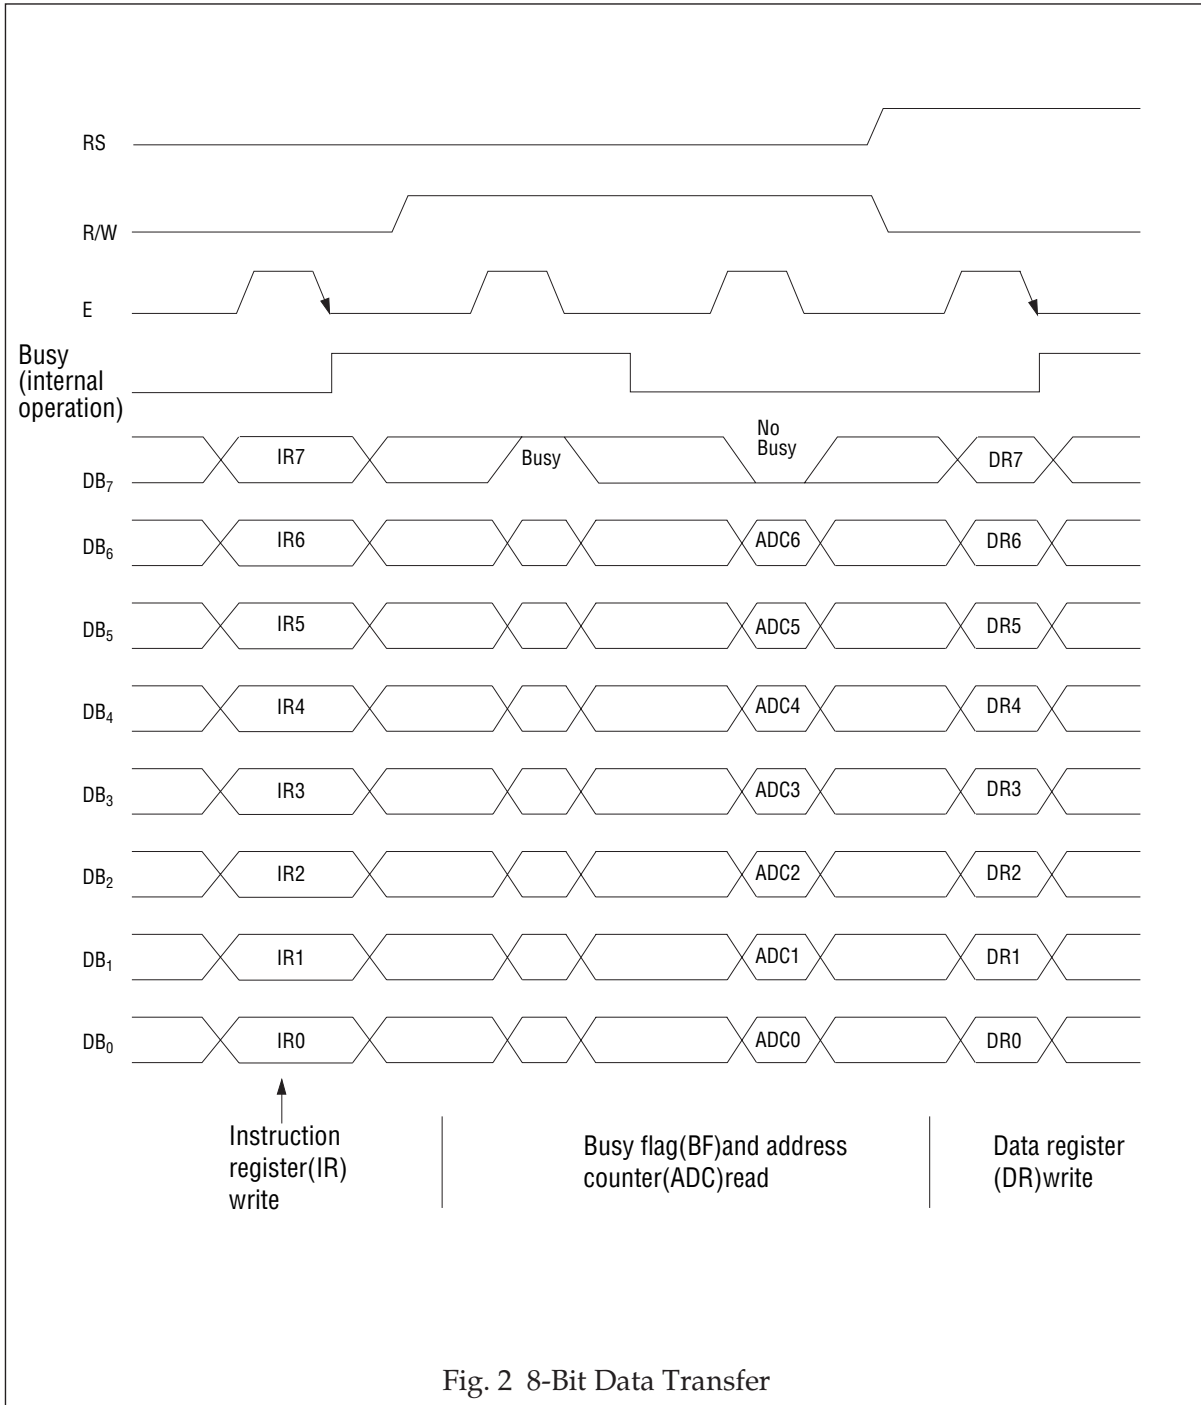 RS
R/W
E
Busy
(internal
operation)
DB7 IR7 Busy No Busy DR7
DB6 IR6 ADC6 DR6
DB5 IR5 ADC5 DR5
DB4 IR4 ADC4 DR4
DB3 IR3 ADC3 DR3
DB2 IR2 ADC2 DR2
DB1 IR1 ADC1 DR1
DB0 IR0 ADC0 DR0
Instruction
register(IR)
write
Busy flag(BF)and address
counter(ADC)read
Data register
(DR)write
Fig. 2 8-Bit Data Transfer